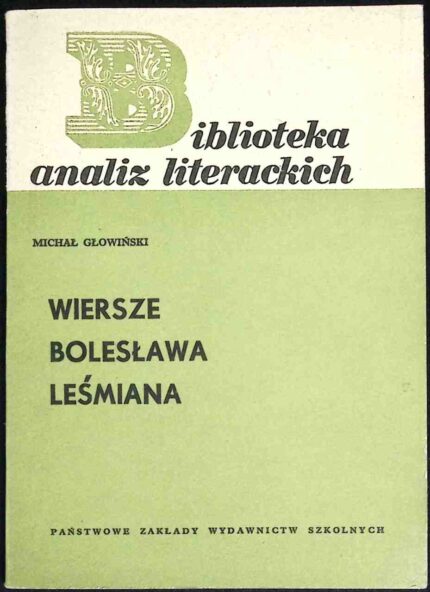 Biblioteka
analiz literackich
MICHAŁ GŁOWIŃSKI
WIERSZE
BOLESŁAWA
LEŚMIANA
PAŃSTWOWE ZAKŁADY WYDAWNICTW SZKOLNYCH